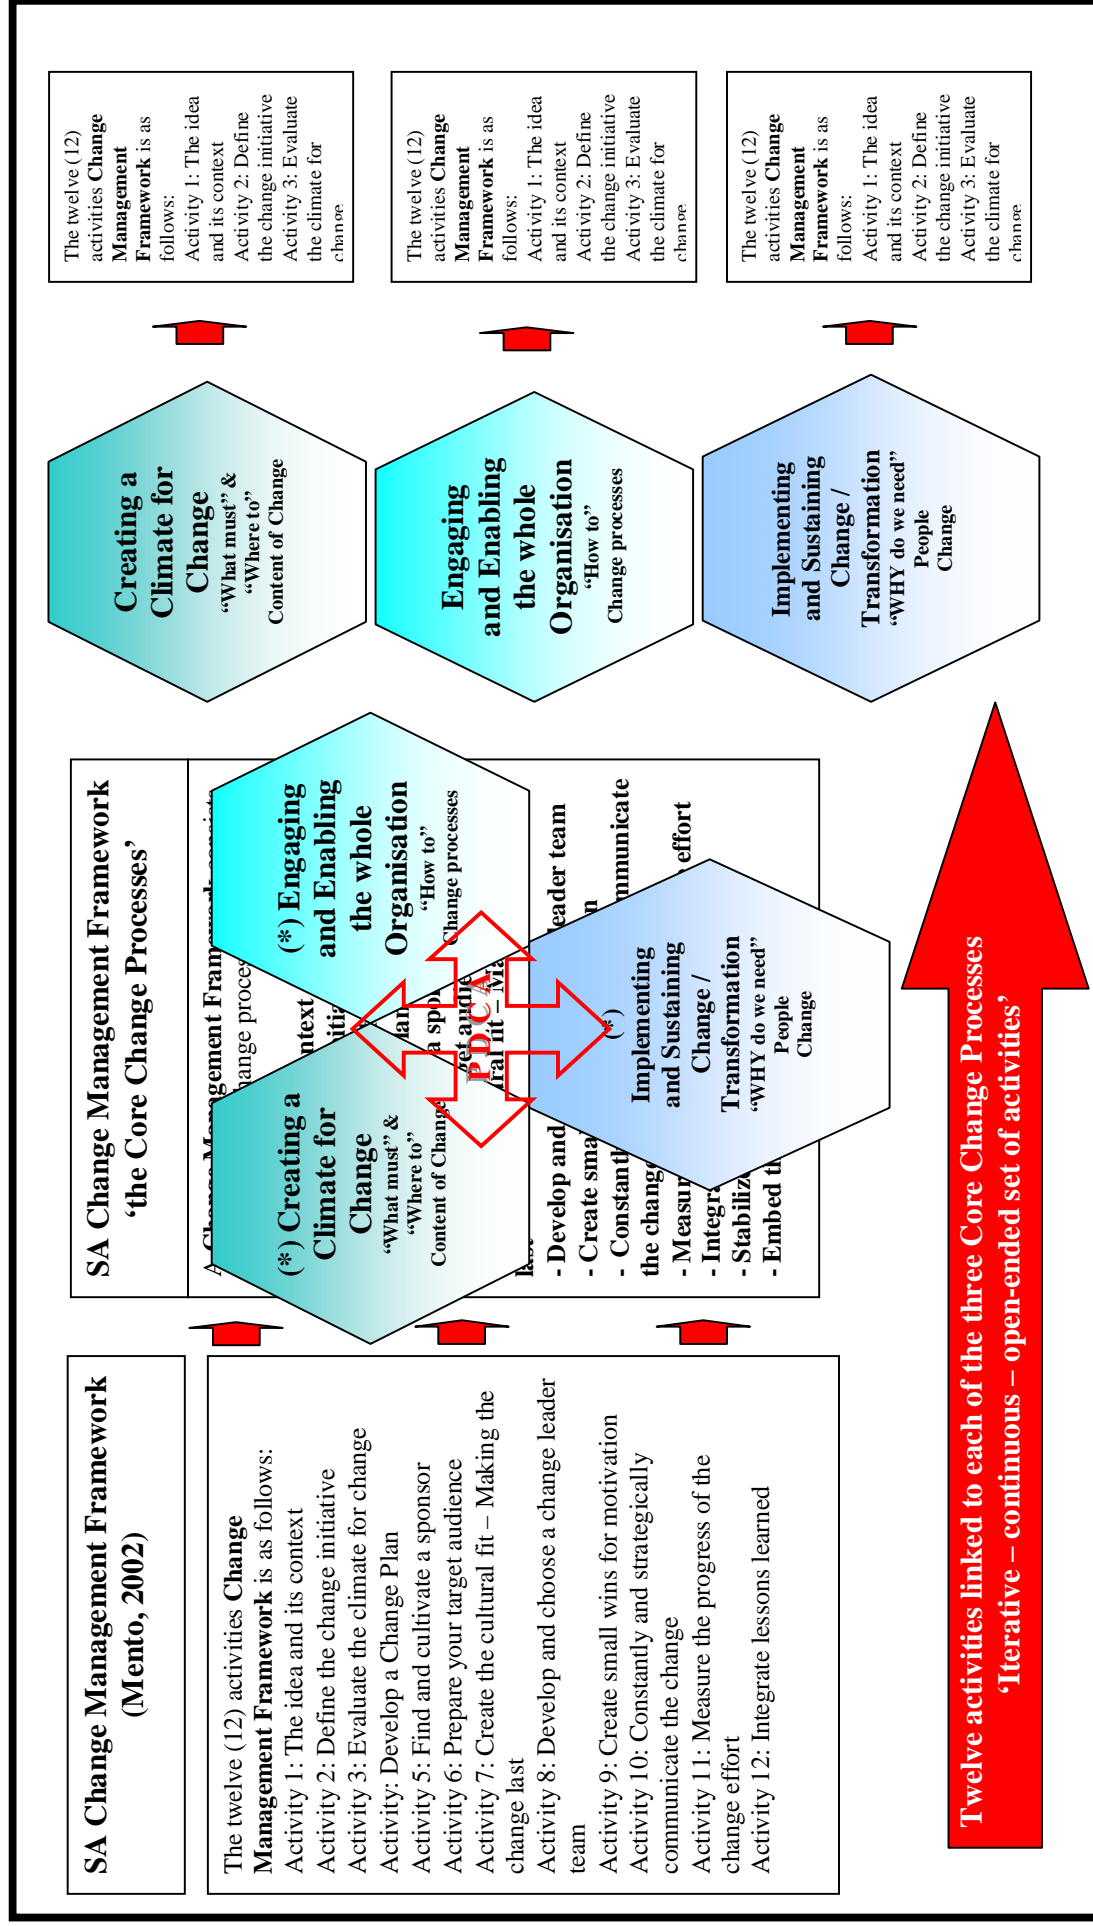 SA Change Management Framework
(Mento, 2002)
The twelve (12) activities Change
Management Framework is as follows:
Activity 1: The idea and its context
Activity 2: Define the change initiative
Activity 3: Evaluate the climate for change
Activity: Develop a Change Plan
Activity 5: Find and cultivate a sponsor
Activity 6: Prepare your target audience
Activity 7: Create the cultural fit – Making the
change last
Activity 8: Develop and choose a change leader
team
Activity 9: Create small wins for motivation
Activity 10: Constantly and strategically
communicate the change
Activity 11: Measure the progress of the
change effort
Activity 12: Integrate lessons learned
SA Change Management Framework
‘the Core Change Processes’
(*) Creating a
Climate for
Change
“What must” &
“Where to”
Content of Change
(*) Engaging
and Enabling
the whole
Organisation
“How to”
Change processes
PDCA
(*)
Implementing
and Sustaining
Change /
Transformation
“WHY do we need”
People
Change
- Develop and leader team
- Create
- Constantly
the change
- Measure effort
- Stabilize
- Embed
Creating a
Climate for
Change
“What must” &
“Where to”
Content of Change
Engaging
and Enabling
the whole
Organisation
“How to”
Change processes
Implementing
and Sustaining
Change /
Transformation
“WHY do we need”
People
Change
The twelve (12)
activities Change
Management
Framework is as
follows:
Activity 1: The idea
and its context
Activity 2: Define
the change initiative
Activity 3: Evaluate
the climate for
change
The twelve (12)
activities Change
Management
Framework is as
follows:
Activity 1: The idea
and its context
Activity 2: Define
the change initiative
Activity 3: Evaluate
the climate for
change
The twelve (12)
activities Change
Management
Framework is as
follows:
Activity 1: The idea
and its context
Activity 2: Define
the change initiative
Activity 3: Evaluate
the climate for
change
Twelve activities linked to each of the three Core Change Processes
‘Iterative – continuous – open-ended set of activities’